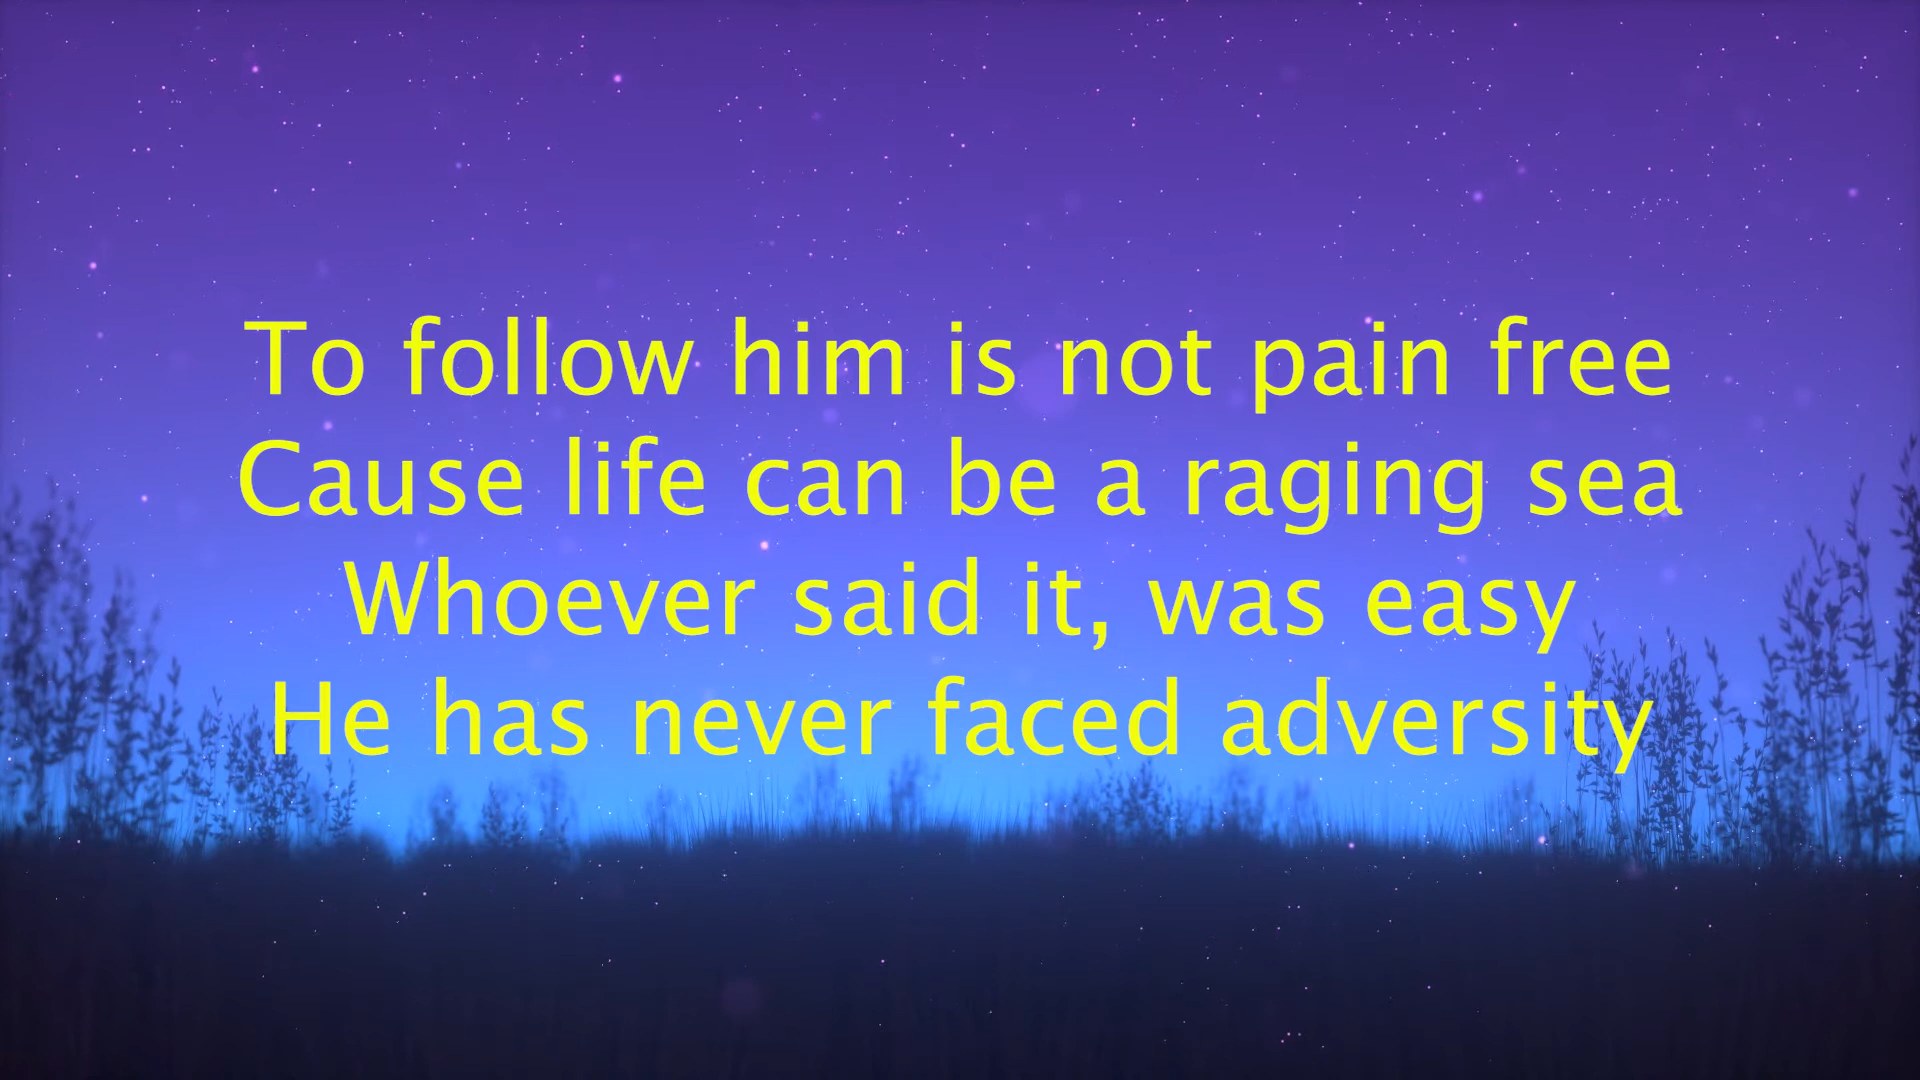 To follow him is not pain free
Cause life can be a raging sea
Whoever said it, was easy
He has never faced adversity